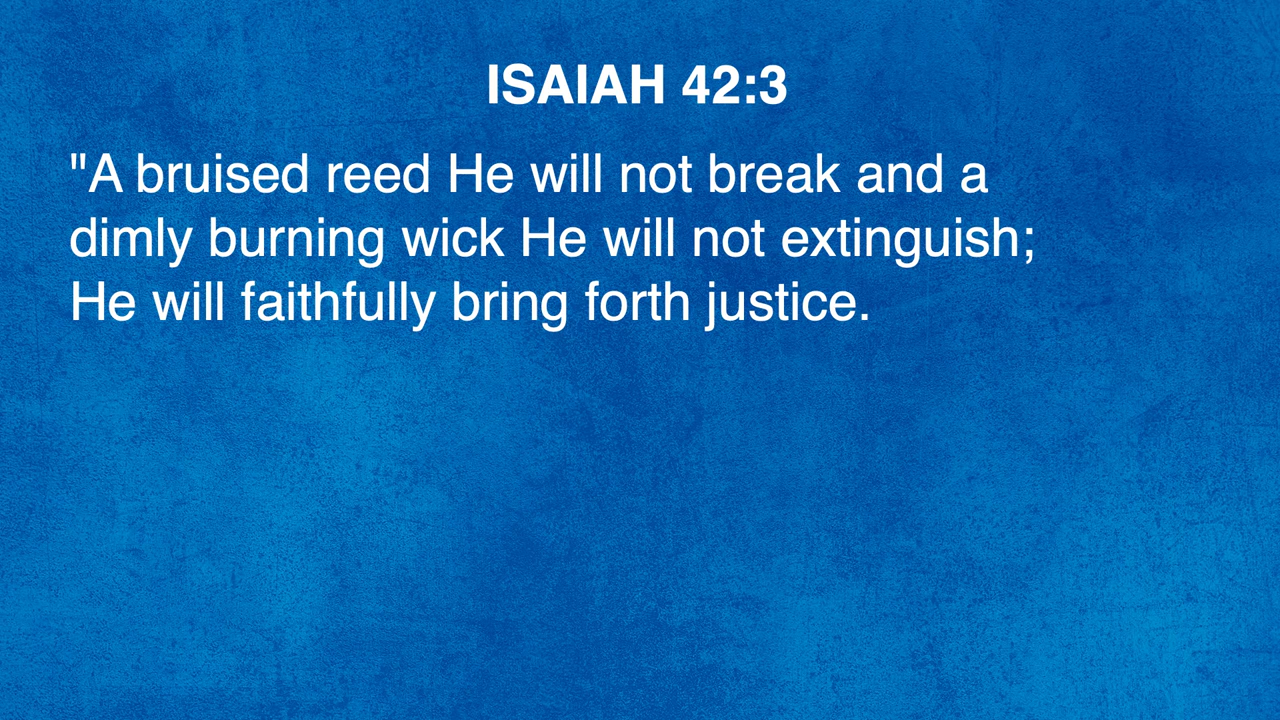 ISAIAH 42:3
"A bruised reed He will not break and a
dimly burning wick He will not extinguish;
He will faithfully bring forth justice.